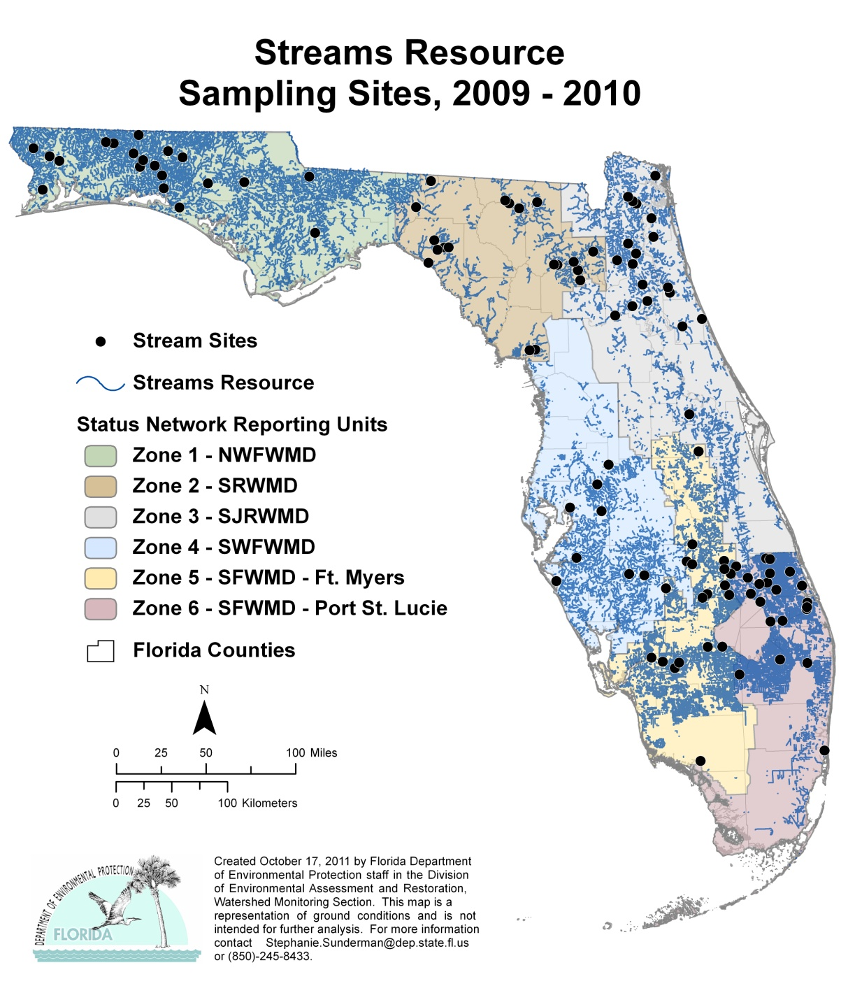 Streams Resource
Sampling Sites, 2009 - 2010
Stream Sites
Streams Resource
Status Network Reporting Units
Zone 1 - NWFWMD
Zone 2 - SRWMD
Zone 3 - SJRWMD
Zone 4 - SWFWMD
Zone 5 - SFWMD - Ft. Myers
Zone 6 - SFWMD - Port St. Lucie
Florida Counties
N
0 25 50 100 Miles
0 25 50 100 Kilometers
DEPARTMENT OF ENVIRONMENTAL PROTECTION
FLORIDA
Created October 17, 2011 by Florida Department
of Environmental Protection staff in the Division
of Environmental Assessment and Restoration,
Watershed Monitoring Section. This map is a
representation of ground conditions and is not
intended for further analysis. For more information
contact Stephanie.Sunderman@dep.state.fl.us
or (850)-245-8433.